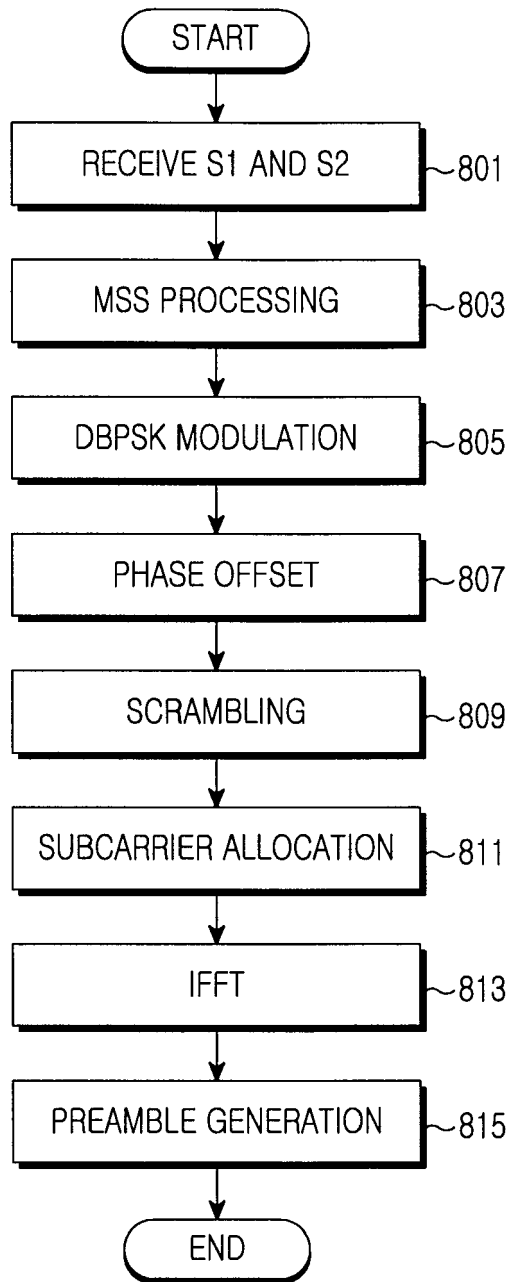 START
RECEIVE S1 AND S2
801
MSS PROCESSING
803
DBPSK MODULATION
805
PHASE OFFSET
807
SCRAMBLING
809
SUBCARRIER ALLOCATION
811
IFFT
813
PREAMBLE GENERATION
815
END